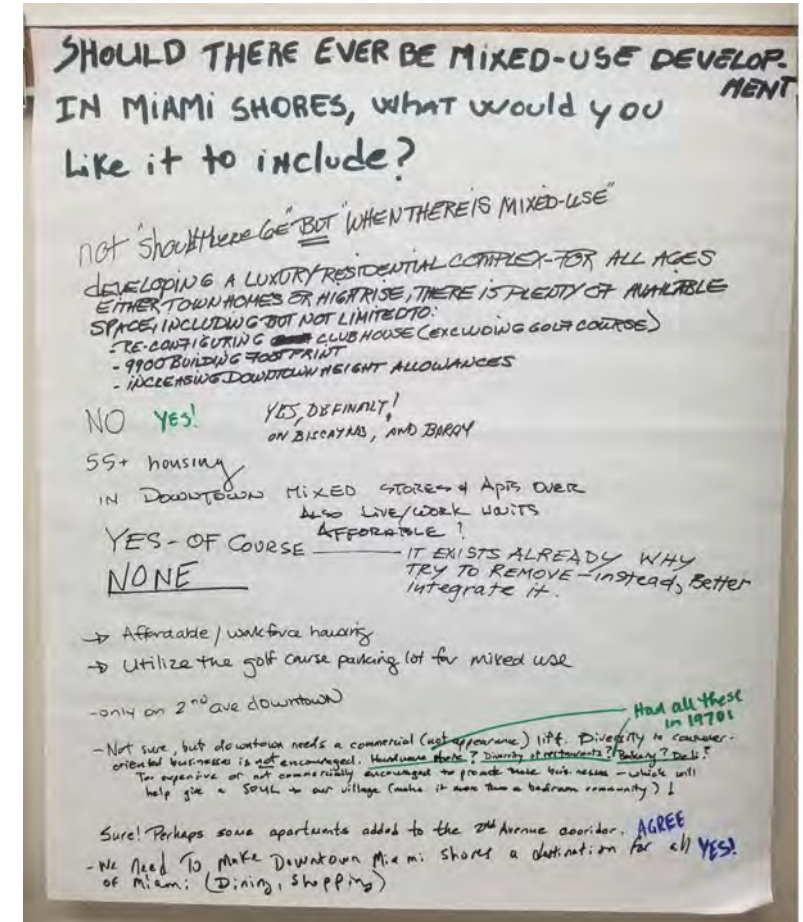 SHOULD THERE EVER BE MIXED-USE DEVELOP-
MENT
IN MIAMI SHORES, WHAT would you
Like it to include?
not "should there be" BUT "WHEN THERE IS MIXED-USE"
DEVELOPING A LUXURY RESIDENTIAL COMPLEX-FOR ALL AGES
EITHER TOWN HOMES OR HIGHRISE, THERE IS PLENTY OF AVAILABLE
SPACE, INCLUDING BUT NOT LIMITED TO:
- RE-CONFIGURING CLUB HOUSE (EXCLUDING GOLF COURSE)
- 9900 BUILDING FOOTPRINT
- INCREASING DOWNTOWN HEIGHT ALLOWANCES
NO YES! YES, DEFINALT!
ON BISCAYNE, AND BARRY
55+ housing
IN DOWNTOWN MIXED STORES & APTS OVER
ALSO LIVE/WORK UNITS
AFFORABLE?
YES - OF COURSE — IT EXISTS ALREADY WHY
TRY TO REMOVE - instead, Better
integrate it.
NONE
→ Affordable / workforce housing
→ Utilize the golf course parking lot for mixed use
- only on 2nd ave downtown
Had all these
in 1970s
- Not sure, but downtown needs a commercial (not appearance) lift. Diversity in consumer-
oriented businesses is not encouraged. Hardware store? Diversity of restaurants? Bakery? Deli?
Too expensive or not commercially encouraged to promote these businesses - which will
help give a SOUL to our village (make it more than a bedroom community)!
Sure! Perhaps some apartments added to the 2nd Avenue cooridor. AGREE
- We need To Make Downtown Miami shores a destination for all YES!
of Miami (Dining, Shopping)